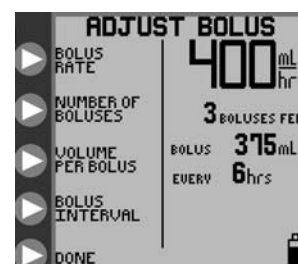 ADJUST BOLUS
BOLUS RATE
400 mL/hr
NUMBER OF BOLUSES
3 BOLUSES FED
VOLUME PER BOLUS
BOLUS 375 mL
EVERY 6 hrs
BOLUS INTERVAL
DONE